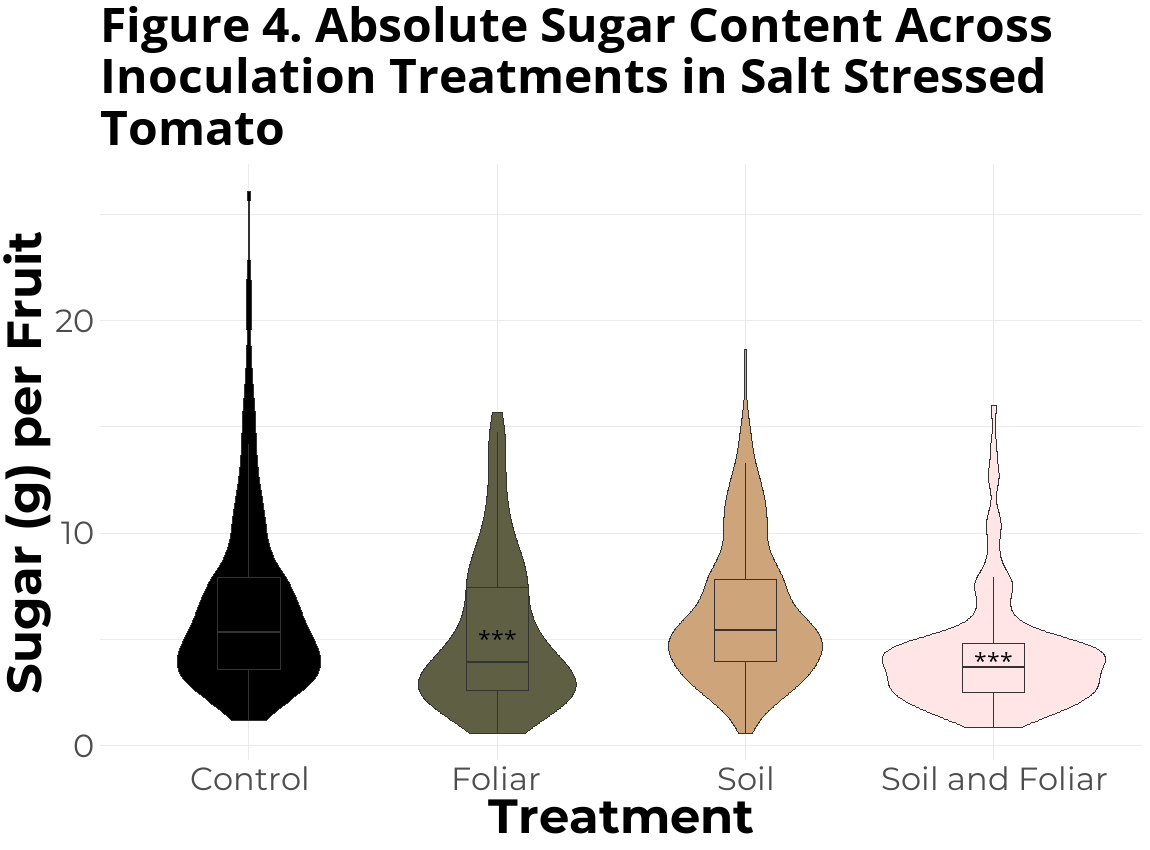 Figure 4. Absolute Sugar Content Across
Inoculation Treatments in Salt Stressed
Tomato
Sugar (g) per Fruit
20
10
0
***
***
Control
Foliar
Soil
Soil and Foliar
Treatment